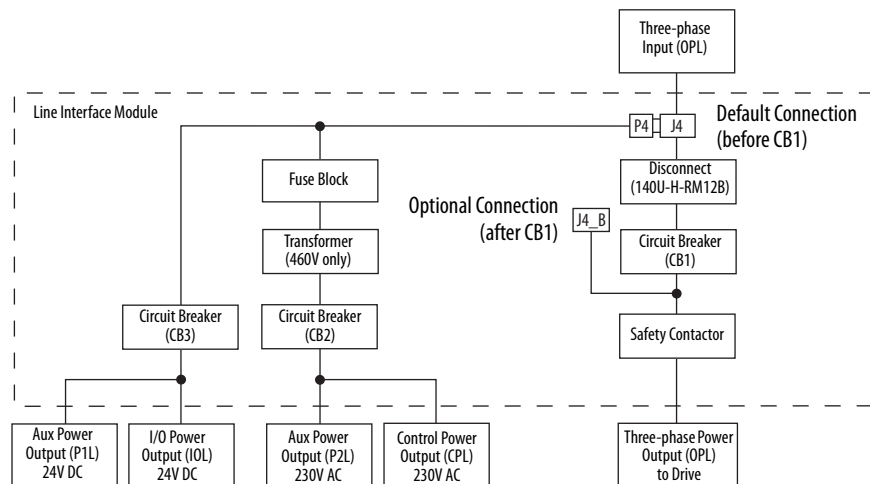 Three-phase
Input (OPL)
Line Interface Module
P4
J4
Default Connection
(before CB1)
Fuse Block
Disconnect
(140U-H-RM12B)
Optional Connection
(after CB1)
J4_B
Transformer
(460V only)
Circuit Breaker
(CB1)
Circuit Breaker
(CB3)
Circuit Breaker
(CB2)
Safety Contactor
Aux Power
Output (P1L)
24V DC
I/O Power
Output (IOL)
24V DC
Aux Power
Output (P2L)
230V AC
Control Power
Output (CPL)
230V AC
Three-phase Power
Output (OPL)
to Drive